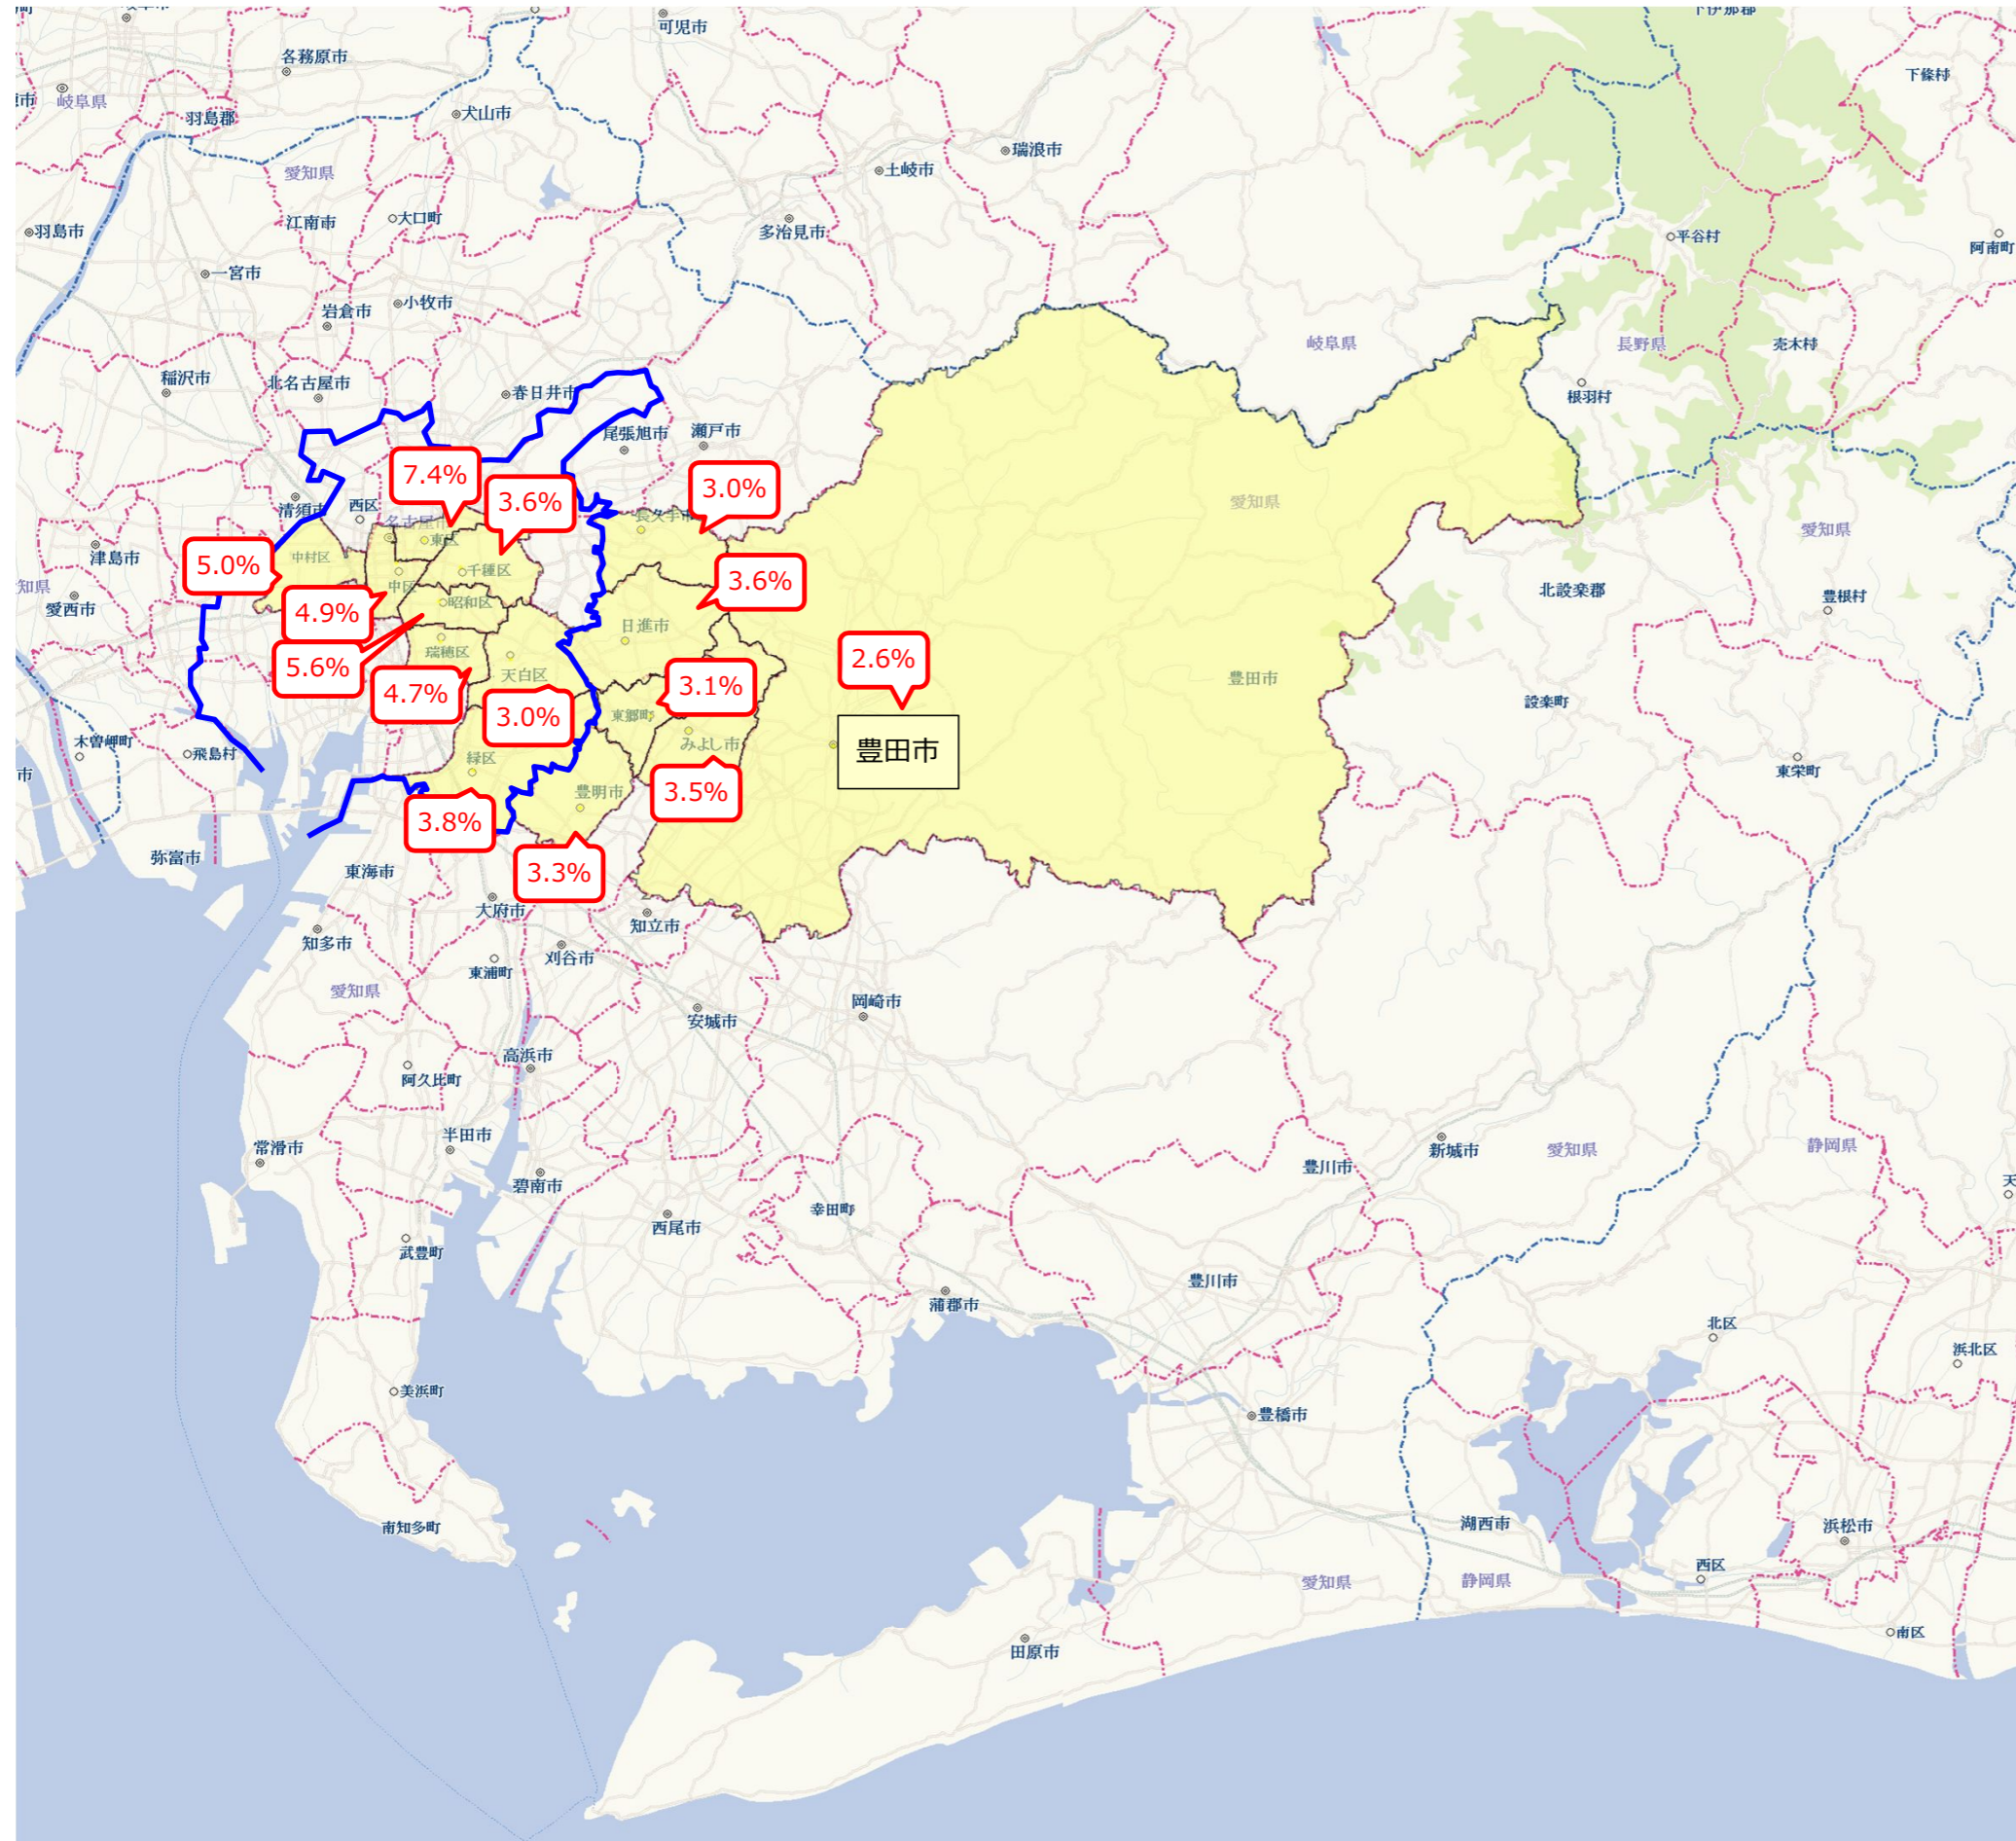 可児市
下伊那郡
各務原市
下條村
岐阜県
羽島郡
犬山市
瑞浪市
土岐市
愛知県
江南市
大口町
羽島市
多治見市
平谷村
阿南町
一宮市
小牧市
岩倉市
岐阜県
長野県
売木村
稲沢市
北名古屋市
春日井市
根羽村
尾張旭市
瀬戸市
7.4%
3.6%
3.0%
清須市
西区
名古屋市
長久手市
愛知県
愛知県
東区
津島市
中村区
5.0%
千種区
3.6%
知県
中区
愛西市
4.9%
昭和区
北設楽郡
豊根村
日進市
瑞穂区
5.6%
天白区
2.6%
4.7%
3.1%
豊田市
設楽町
3.0%
東郷町
木曽岬町
飛島村
みよし市
豊田市
緑区
東栄町
市
豊明市
3.5%
3.8%
弥富市
東海市
3.3%
大府市
知立市
知多市
刈谷市
東浦町
愛知県
岡崎市
安城市
高浜市
阿久比町
半田市
常滑市
新城市
愛知県
静岡県
豊川市
碧南市
幸田町
西尾市
武豊町
豊川市
蒲郡市
北区
浜北区
美浜町
豊橋市
南知多町
湖西市
浜松市
西区
愛知県
静岡県
南区
田原市